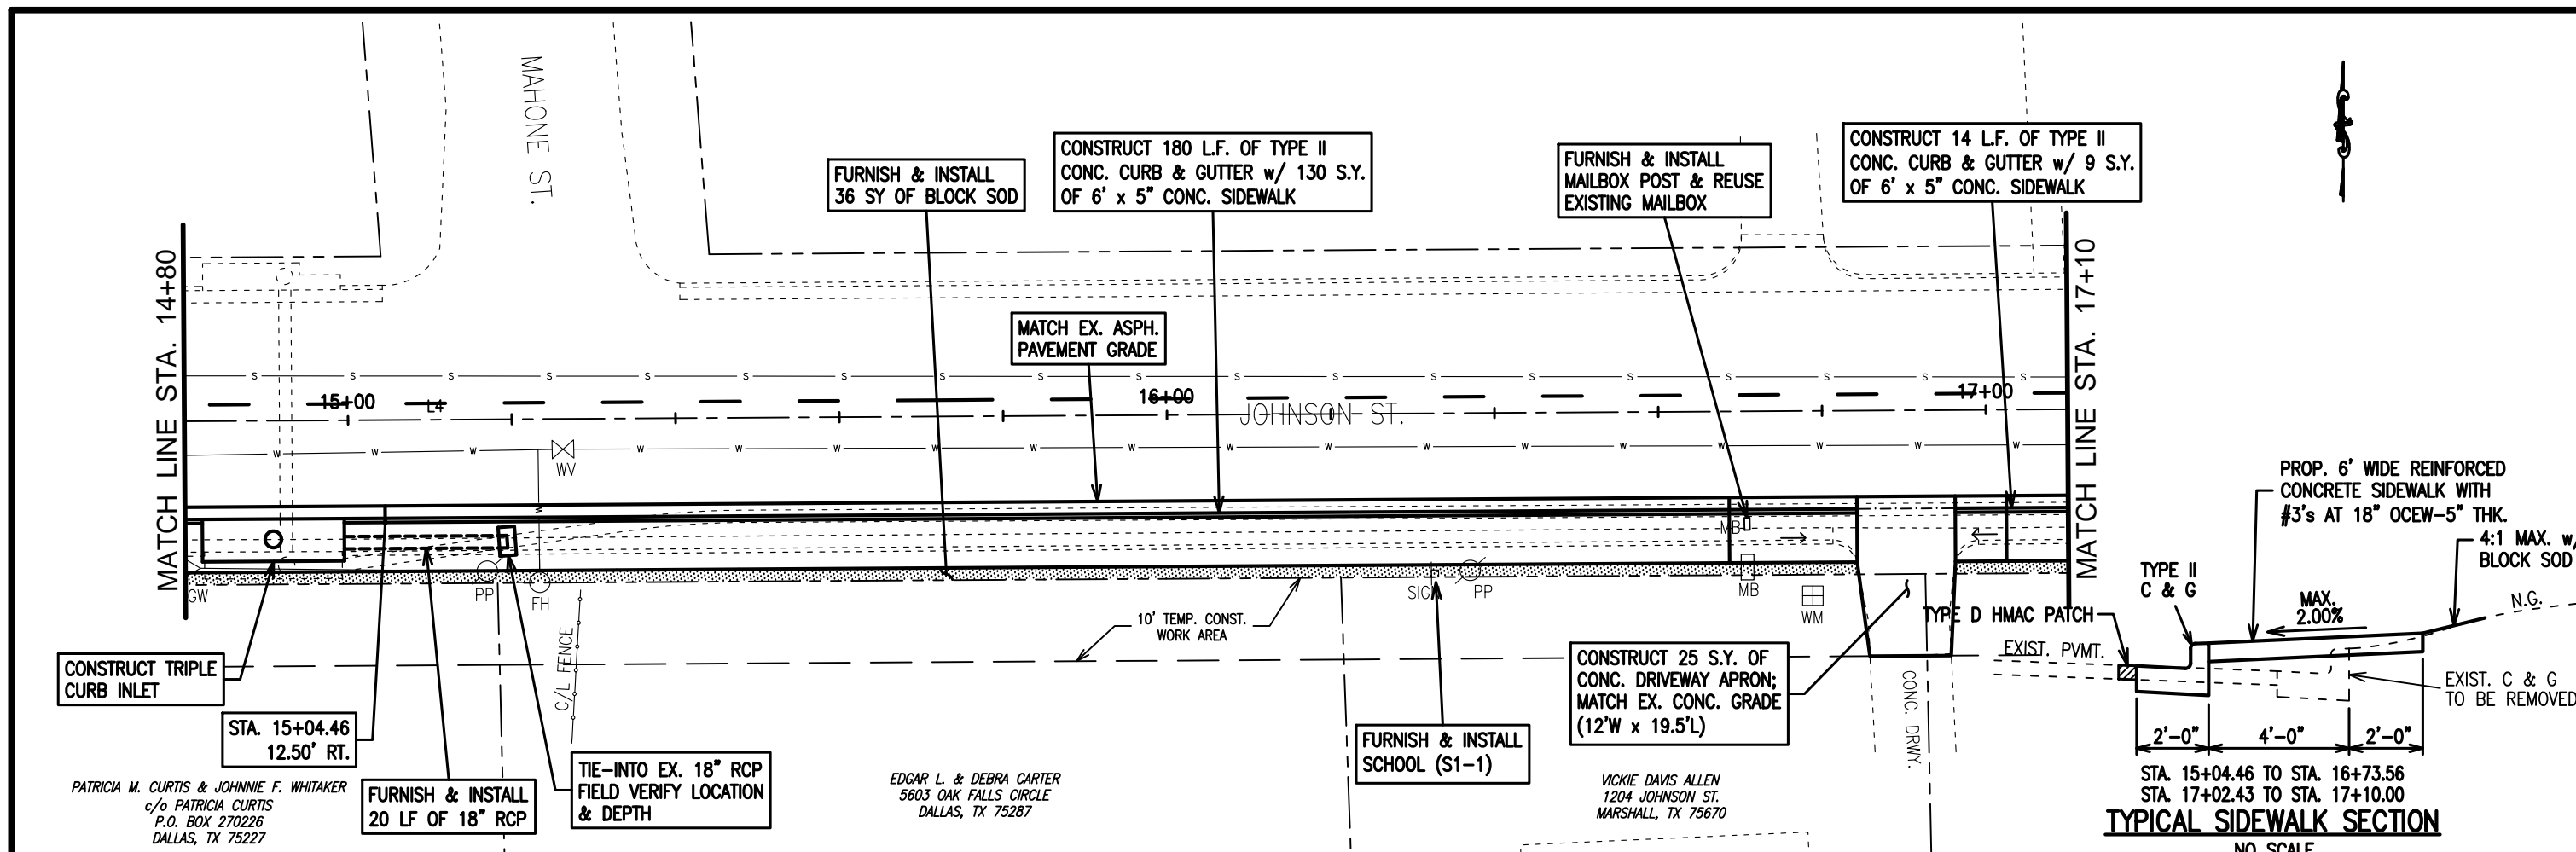 MAHONE ST.
FURNISH & INSTALL
36 SY OF BLOCK SOD
CONSTRUCT 180 L.F. OF TYPE II
CONC. CURB & GUTTER w/ 130 S.Y.
OF 6' x 5" CONC. SIDEWALK
FURNISH & INSTALL
MAILBOX POST & REUSE
EXISTING MAILBOX
CONSTRUCT 14 L.F. OF TYPE II
CONC. CURB & GUTTER w/ 9 S.Y.
OF 6' x 5" CONC. SIDEWALK
MATCH LINE STA. 14+80
MATCH LINE STA. 17+10
MATCH EX. ASPH.
PAVEMENT GRADE
S S S S S S S S S S S S S S S S S S S
15+00
L4
16+00
17+00
JOHNSON ST.
W W W W W W W W W W W W W W W W W
WV
W
MB
GW
PP
FH
SIGN
PP
MB
WM
C/L FENCE
10' TEMP. CONST.
WORK AREA
CONC. DRWY.
CONSTRUCT TRIPLE
CURB INLET
STA. 15+04.46
12.50' RT.
FURNISH & INSTALL
20 LF OF 18" RCP
TIE-INTO EX. 18" RCP
FIELD VERIFY LOCATION
& DEPTH
FURNISH & INSTALL
SCHOOL (S1-1)
CONSTRUCT 25 S.Y. OF
CONC. DRIVEWAY APRON;
MATCH EX. CONC. GRADE
(12'W x 19.5'L)
PATRICIA M. CURTIS & JOHNNIE F. WHITAKER
c/o PATRICIA CURTIS
P.O. BOX 270226
DALLAS, TX 75227
EDGAR L. & DEBRA CARTER
5603 OAK FALLS CIRCLE
DALLAS, TX 75287
VICKIE DAVIS ALLEN
1204 JOHNSON ST.
MARSHALL, TX 75670
PROP. 6' WIDE REINFORCED
CONCRETE SIDEWALK WITH
#3's AT 18" OCEW-5" THK.
4:1 MAX. w/
BLOCK SOD
TYPE II
C & G
MAX.
2.00%
N.G.
TYPE D HMAC PATCH
EXIST. PVMT.
EXIST. C & G
TO BE REMOVED
2'-0"
4'-0"
2'-0"
STA. 15+04.46 TO STA. 16+73.56
STA. 17+02.43 TO STA. 17+10.00
TYPICAL SIDEWALK SECTION
NO SCALE